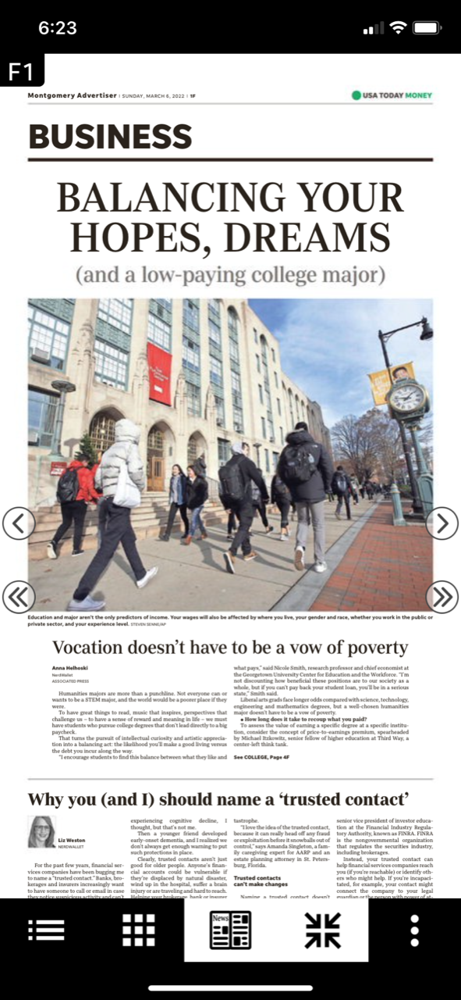 6:23
F1
Montgomery Advertiser | SUNDAY, MARCH 6, 2022 | 1F
USA TODAY MONEY
BUSINESS
BALANCING YOUR
HOPES, DREAMS
(and a low-paying college major)
Education and major aren't the only predictors of income. Your wages will also be affected by where you live, your gender and race, whether you work in the public or
private sector, and your experience level. STEVEN SENNE/AP
Vocation doesn't have to be a vow of poverty
Anna Helhoski
NerdWallet
ASSOCIATED PRESS
Humanities majors are more than a punchline. Not everyone can or
wants to be a STEM major, and the world would be a poorer place if they
were.
To have great things to read, music that inspires, perspectives that
challenge us – to have a sense of reward and meaning in life – we must
have students who pursue college degrees that don't lead directly to a big
paycheck.
That turns the pursuit of intellectual curiosity and artistic apprecia-
tion into a balancing act: the likelihood you'll make a good living versus
the debt you incur along the way.
"I encourage students to find this balance between what they like and
what pays," said Nicole Smith, research professor and chief economist at
the Georgetown University Center for Education and the Workforce. "I'm
not discounting how beneficial these positions are to our society as a
whole, but if you can't pay back your student loan, you'll be in a serious
state," Smith said.
Liberal arts grads face longer odds compared with science, technology,
engineering and mathematics degrees, but a well-chosen humanities
major doesn't have to be a vow of poverty.
• How long does it take to recoup what you paid?
To assess the value of earning a specific degree at a specific institu-
tion, consider the concept of price-to-earnings premium, spearheaded
by Michael Itzkowitz, senior fellow of higher education at Third Way, a
center-left think tank.
See COLLEGE, Page 4F
Why you (and I) should name a 'trusted contact'
Liz Weston
NERDWALLET
For the past few years, financial ser-
vices companies have been bugging me
to name a "trusted contact." Banks, bro-
kerages and insurers increasingly want
to have someone to call or email in case
they notice suspicious activity and can't
experiencing cognitive decline, I
thought, but that's not me.
Then a younger friend developed
early-onset dementia, and I realized we
don't always get enough warning to put
such protections in place.
Clearly, trusted contacts aren't just
good for older people. Anyone's finan-
cial accounts could be vulnerable if
they're displaced by natural disaster,
wind up in the hospital, suffer a brain
injury or are traveling and hard to reach.
Helping your brokerage, bank or insurer
tastrophe.
"I love the idea of the trusted contact,
because it can really head off any fraud
or exploitation before it snowballs out of
control," says Amanda Singleton, a fam-
ily caregiving expert for AARP and an
estate planning attorney in St. Peters-
burg, Florida.
Trusted contacts
can't make changes
Naming a trusted contact doesn't
senior vice president of investor educa-
tion at the Financial Industry Regula-
tory Authority, known as FINRA. FINRA
is the nongovernmental organization
that regulates the securities industry,
including brokerages.
Instead, your trusted contact can
help financial services companies reach
you (if you're reachable) or identify oth-
ers who might help. If you're incapaci-
tated, for example, your contact might
connect the company to your legal
guardian or the person with power of at-
News